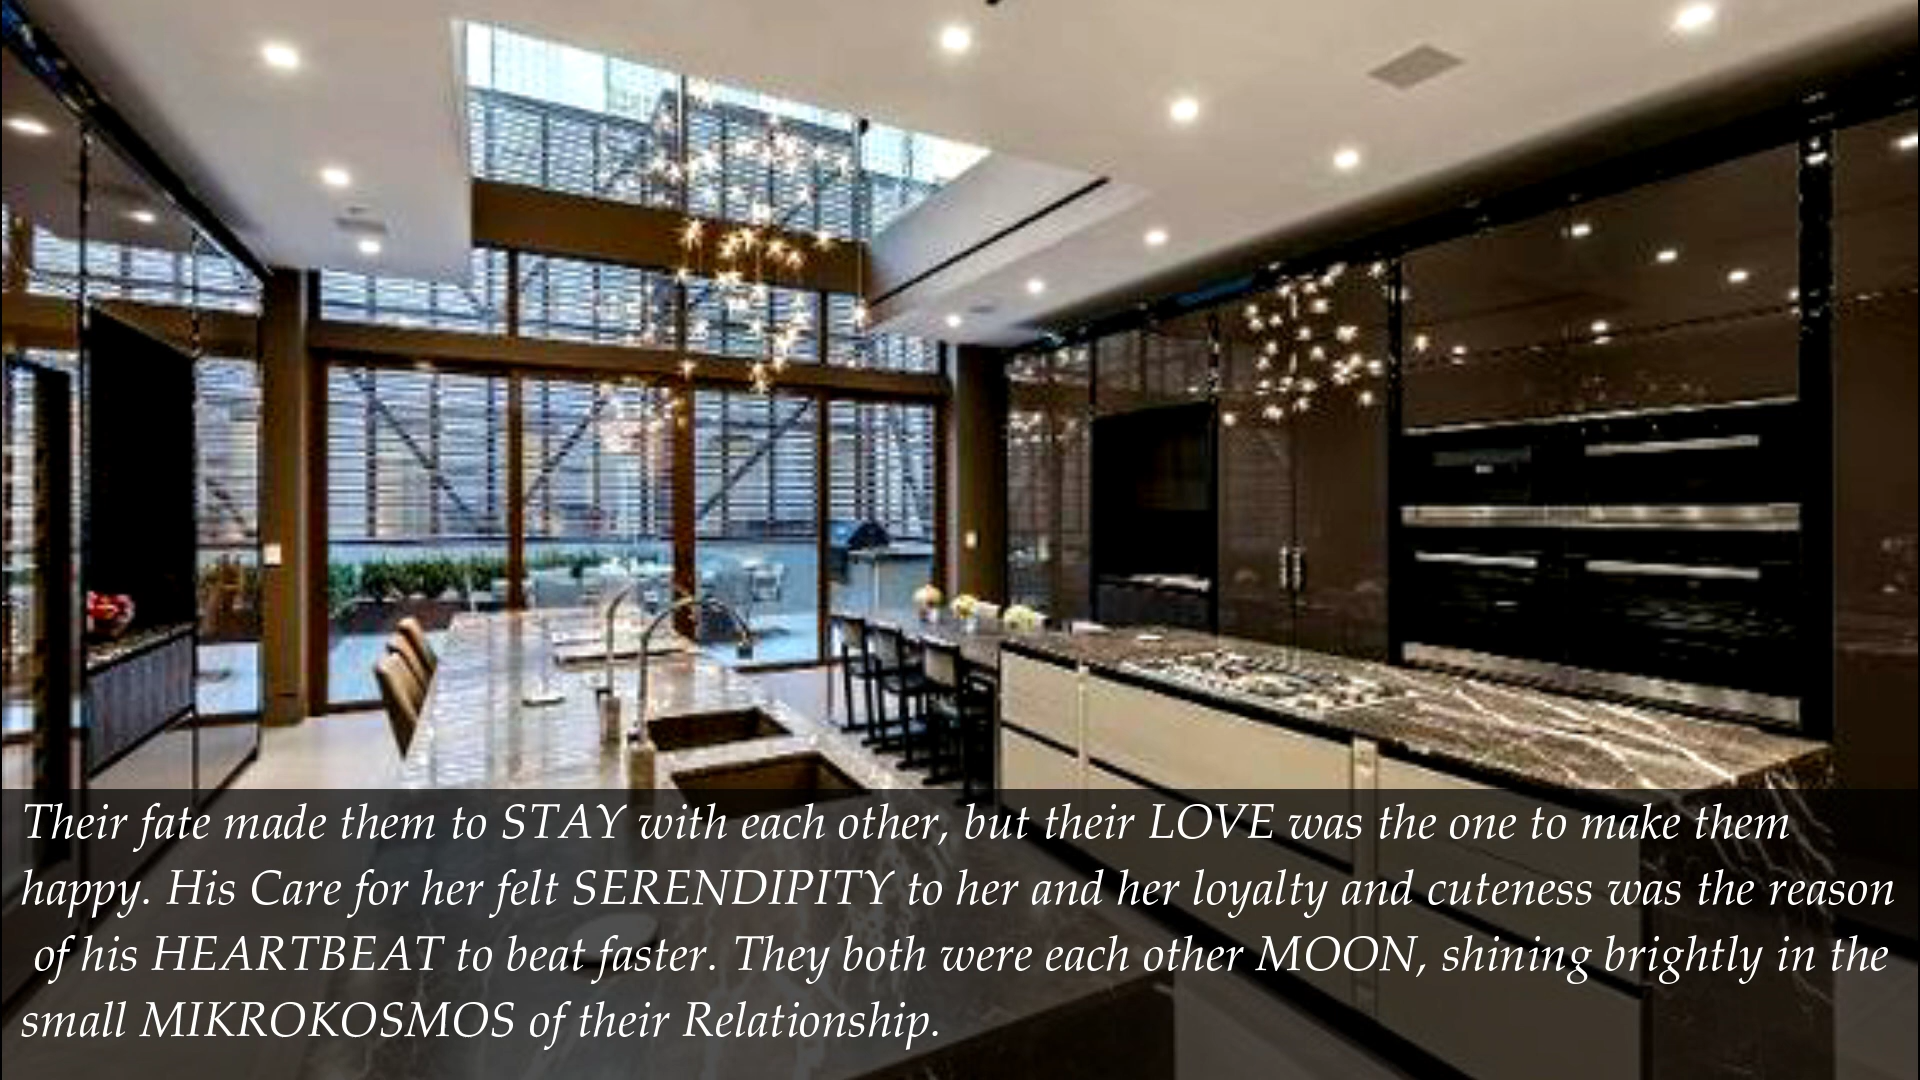 Their fate made them to STAY with each other, but their LOVE was the one to make them
happy. His Care for her felt SERENDIPITY to her and her loyalty and cuteness was the reason
of his HEARTBEAT to beat faster. They both were each other MOON, shining brightly in the
small MIKROKOSMOS of their Relationship.